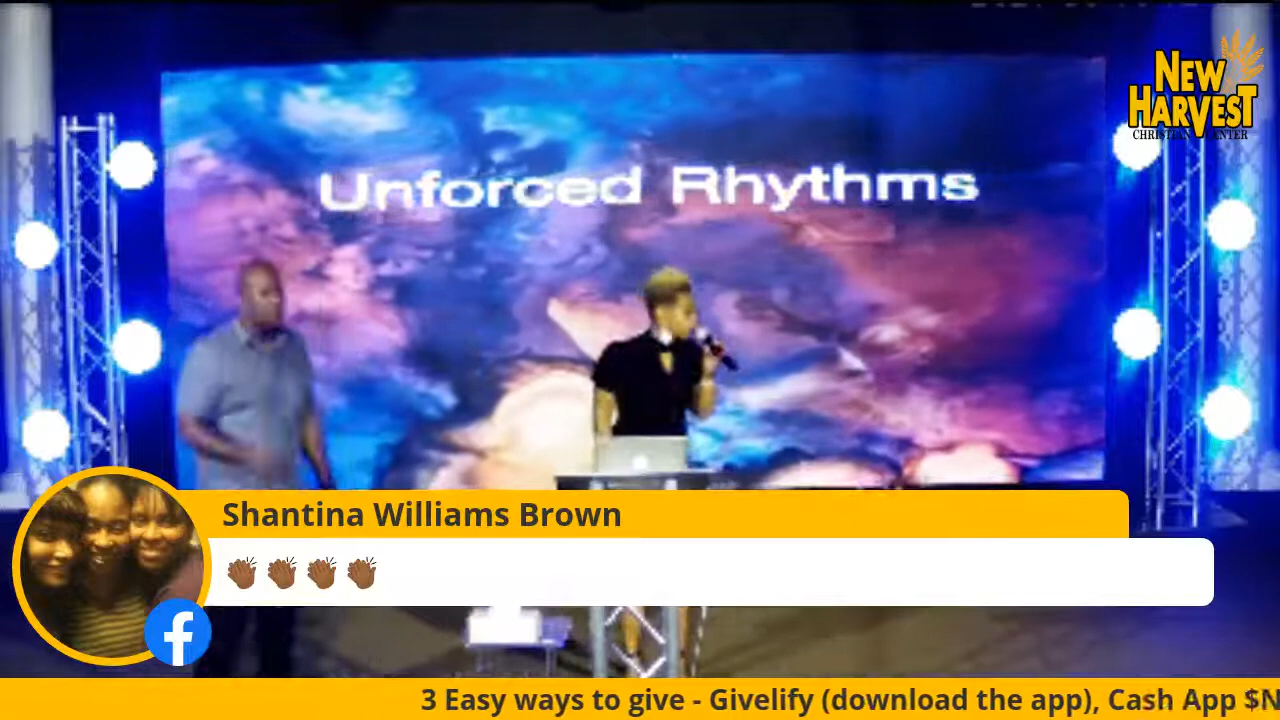 NEW
HARVEST
CHRISTIAN CENTER
Unforced Rhythms
Shantina Williams Brown
👏🏾 👏🏾 👏🏾 👏🏾
3 Easy ways to give - Givelify (download the app), Cash App $N